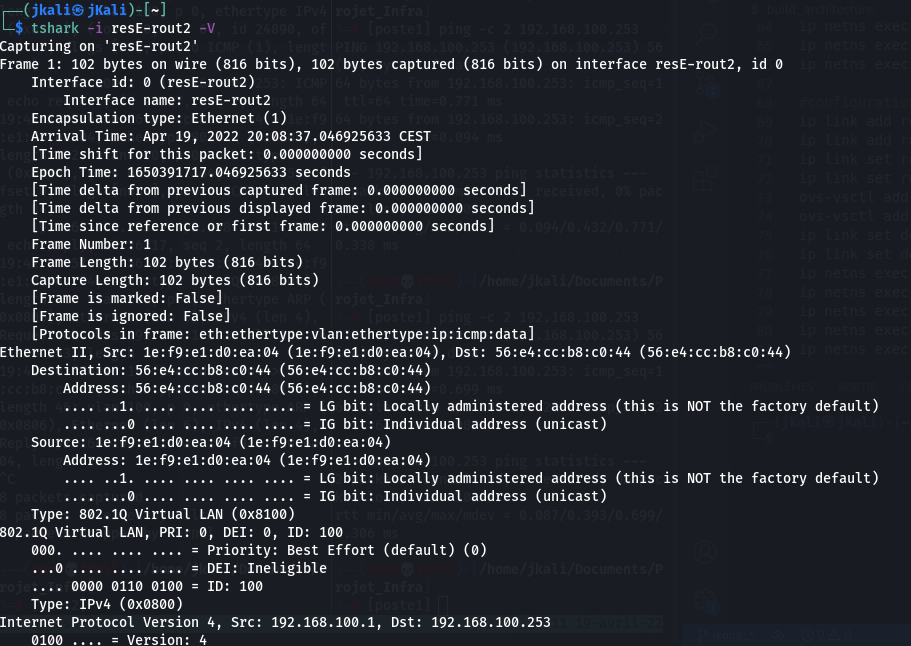 (jkali㉿jKali)-[~]
$ tshark -i resE-rout2 -V
Capturing on 'resE-rout2'
Frame 1: 102 bytes on wire (816 bits), 102 bytes captured (816 bits) on interface resE-rout2, id 0
Interface id: 0 (resE-rout2)
Interface name: resE-rout2
Encapsulation type: Ethernet (1)
Arrival Time: Apr 19, 2022 20:08:37.046925633 CEST
[Time shift for this packet: 0.000000000 seconds]
Epoch Time: 1650391717.046925633 seconds
[Time delta from previous captured frame: 0.000000000 seconds]
[Time delta from previous displayed frame: 0.000000000 seconds]
[Time since reference or first frame: 0.000000000 seconds]
Frame Number: 1
Frame Length: 102 bytes (816 bits)
Capture Length: 102 bytes (816 bits)
[Frame is marked: False]
[Frame is ignored: False]
[Protocols in frame: eth:ethertype:vlan:ethertype:ip:icmp:data]
Ethernet II, Src: 1e:f9:e1:d0:ea:04 (1e:f9:e1:d0:ea:04), Dst: 56:e4:cc:b8:c0:44 (56:e4:cc:b8:c0:44)
Destination: 56:e4:cc:b8:c0:44 (56:e4:cc:b8:c0:44)
Address: 56:e4:cc:b8:c0:44 (56:e4:cc:b8:c0:44)
.... ..1. .... .... .... .... = LG bit: Locally administered address (this is NOT the factory default)
.... ...0 .... .... .... .... = IG bit: Individual address (unicast)
Source: 1e:f9:e1:d0:ea:04 (1e:f9:e1:d0:ea:04)
Address: 1e:f9:e1:d0:ea:04 (1e:f9:e1:d0:ea:04)
.... ..1. .... .... .... .... = LG bit: Locally administered address (this is NOT the factory default)
.... ...0 .... .... .... .... = IG bit: Individual address (unicast)
Type: 802.1Q Virtual LAN (0x8100)
802.1Q Virtual LAN, PRI: 0, DEI: 0, ID: 100
000. .... .... .... = Priority: Best Effort (default) (0)
...0 .... .... .... = DEI: Ineligible
.... 0000 0110 0100 = ID: 100
Type: IPv4 (0x0800)
Internet Protocol Version 4, Src: 192.168.100.1, Dst: 192.168.100.253
0100 .... = Version: 4